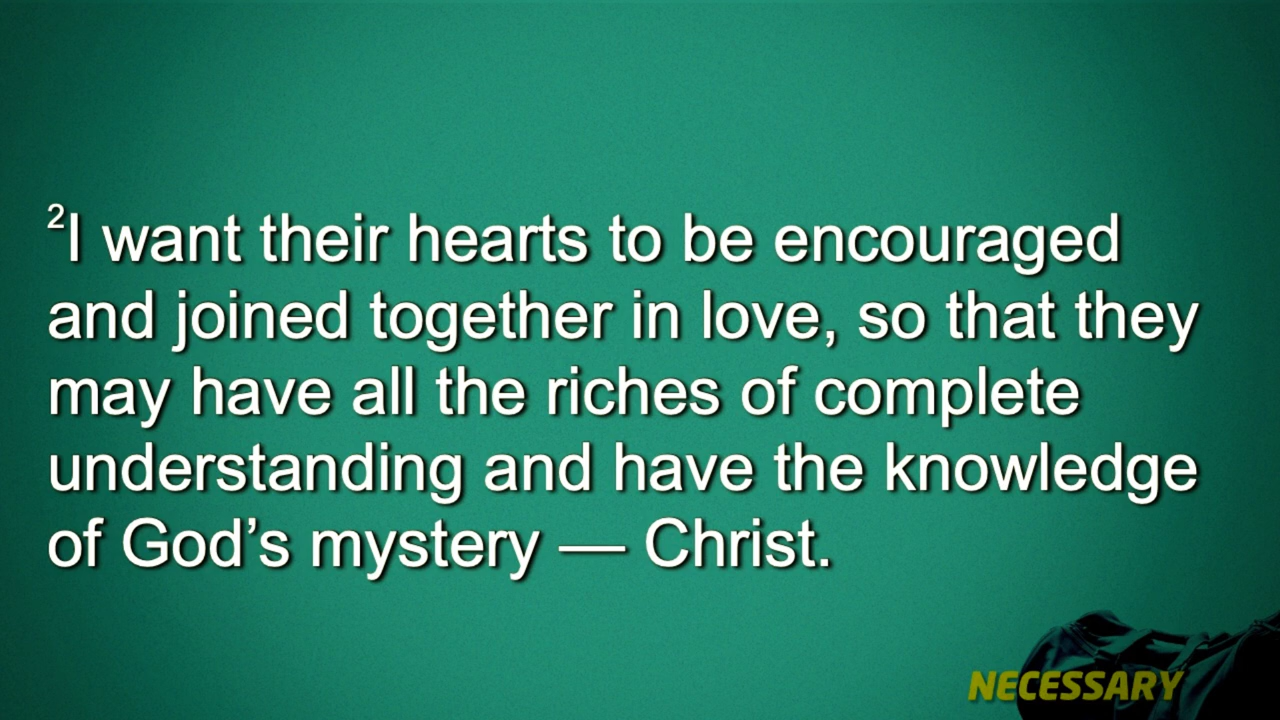 ²I want their hearts to be encouraged
and joined together in love, so that they
may have all the riches of complete
understanding and have the knowledge
of God’s mystery — Christ.
NECESSARY